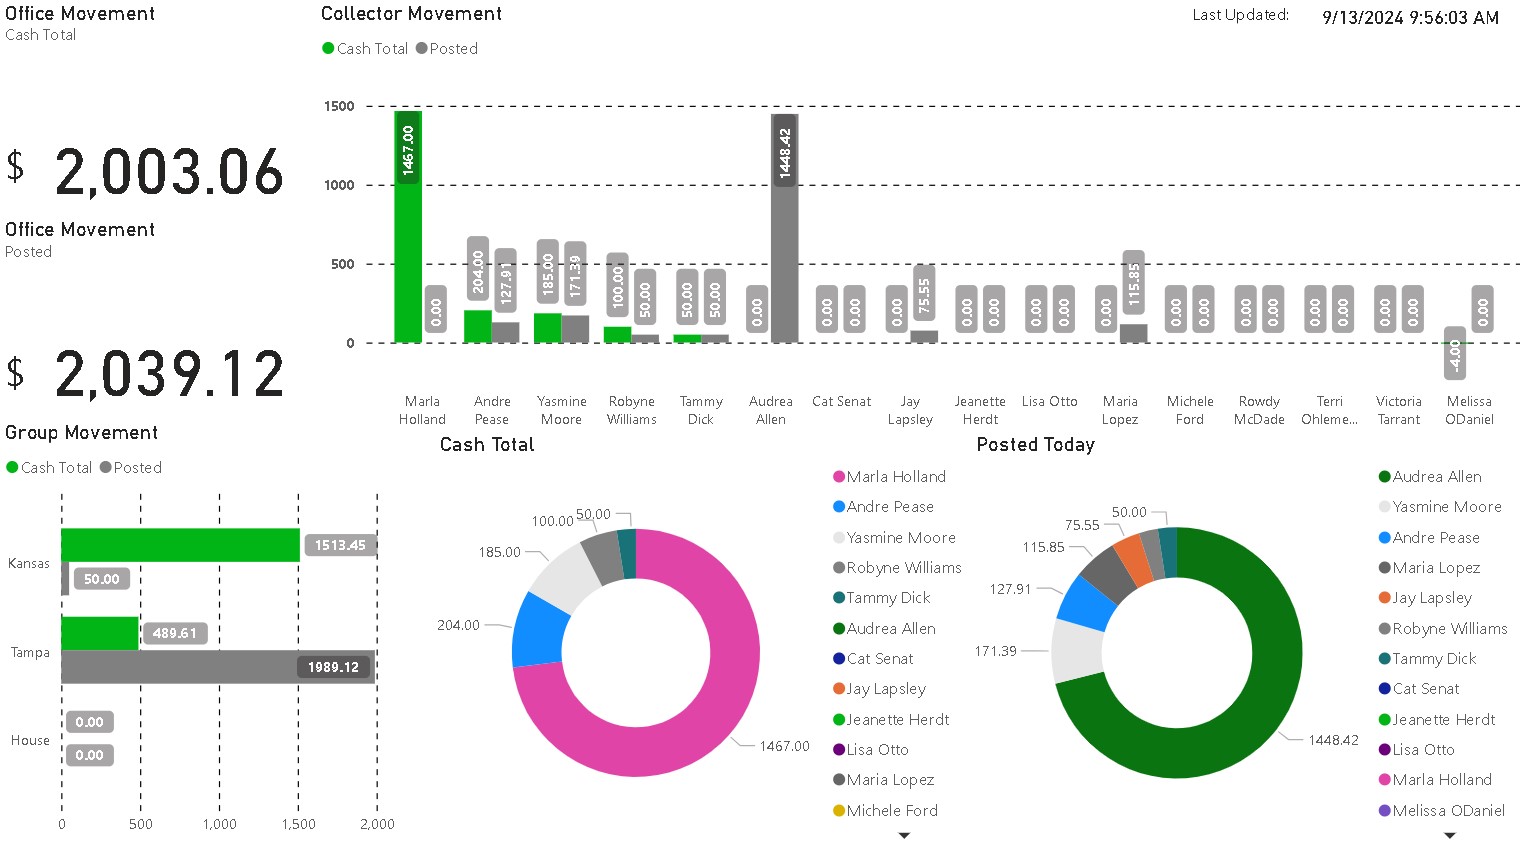 Office Movement
Cash Total
$ 2,003.06
Office Movement
Posted
$ 2,039.12
Collector Movement
Cash Total Posted
Last Updated: 9/13/2024 9:56:03 AM
1500
1000
500
0
1467.00
0.00
204.00
127.91
185.00
171.39
100.00
50.00
50.00
50.00
0.00
1448.42
0.00
0.00
0.00
75.55
0.00
0.00
0.00
0.00
0.00
115.85
0.00
0.00
0.00
0.00
0.00
0.00
0.00
0.00
-4.00
0.00
Marla
Holland
Andre
Pease
Yasmine
Moore
Robyne
Williams
Tammy
Dick
Audrea
Allen
Cat Senat
Jay
Lapsley
Jeanette
Herdt
Lisa Otto
Maria
Lopez
Michele
Ford
Rowdy
McDade
Terri
Ohleme...
Victoria
Tarrant
Melissa
ODaniel
Group Movement
Cash Total Posted
Kansas
1513.45
50.00
Tampa
489.61
1989.12
House
0.00
0.00
0
500
1,000
1,500
2,000
Cash Total
50.00
100.00
185.00
204.00
1467.00
Marla Holland
Andre Pease
Yasmine Moore
Robyne Williams
Tammy Dick
Audrea Allen
Cat Senat
Jay Lapsley
Jeanette Herdt
Lisa Otto
Maria Lopez
Michele Ford
Posted Today
50.00
75.55
115.85
127.91
171.39
1448.42
Audrea Allen
Yasmine Moore
Andre Pease
Maria Lopez
Jay Lapsley
Robyne Williams
Tammy Dick
Cat Senat
Jeanette Herdt
Lisa Otto
Marla Holland
Melissa ODaniel